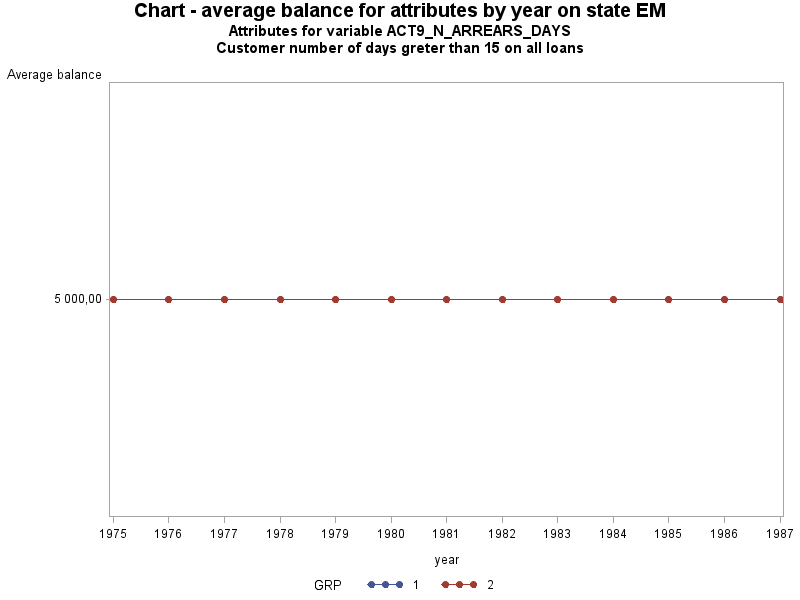 Chart - average balance for attributes by year on state EM
Attributes for variable ACT9_N_ARREARS_DAYS
Customer number of days greter than 15 on all loans
Average balance
5 000,00
1975 1976 1977 1978 1979 1980 1981 1982 1983 1984 1985 1986 1987
year
GRP 1 2